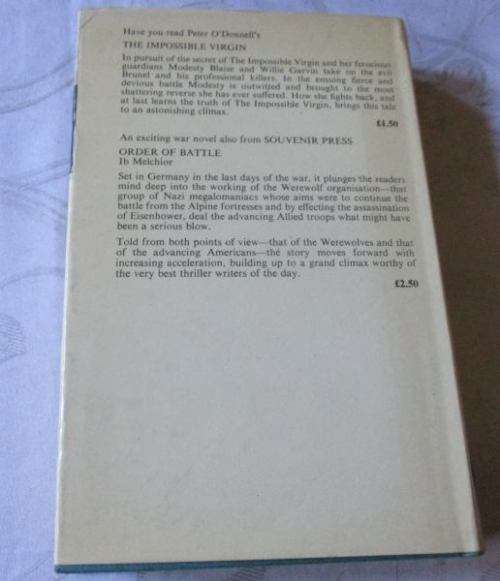 Have you read Peter O'Donnell's
THE IMPOSSIBLE VIRGIN
In pursuit of the secret of The Impossible Virgin and her ferocious
guardians Modesty Blaise and Willie Garvin take on the evil
Brunel and his professional killers. In the ensuing fierce and
devious battle Modesty is outwitted and brought to the most
shattering reverse she has ever suffered. How she fights back, and
at last learns the truth of The Impossible Virgin, brings this tale
to an astonishing climax.
£1.50
An exciting war novel also from SOUVENIR PRESS
ORDER OF BATTLE
Ib Melchior
Set in Germany in the last days of the war, it plunges the readers
mind deep into the working of the Werewolf organisation—that
group of Nazi megalomaniacs whose aims were to continue the
battle from the Alpine fortresses and by effecting the assassination
of Eisenhower, deal the advancing Allied troops what might have
been a serious blow.
Told from both points of view—that of the Werewolves and that
of the advancing Americans—the story moves forward with
increasing acceleration, building up to a grand climax worthy of
the very best thriller writers of the day.
£2.50